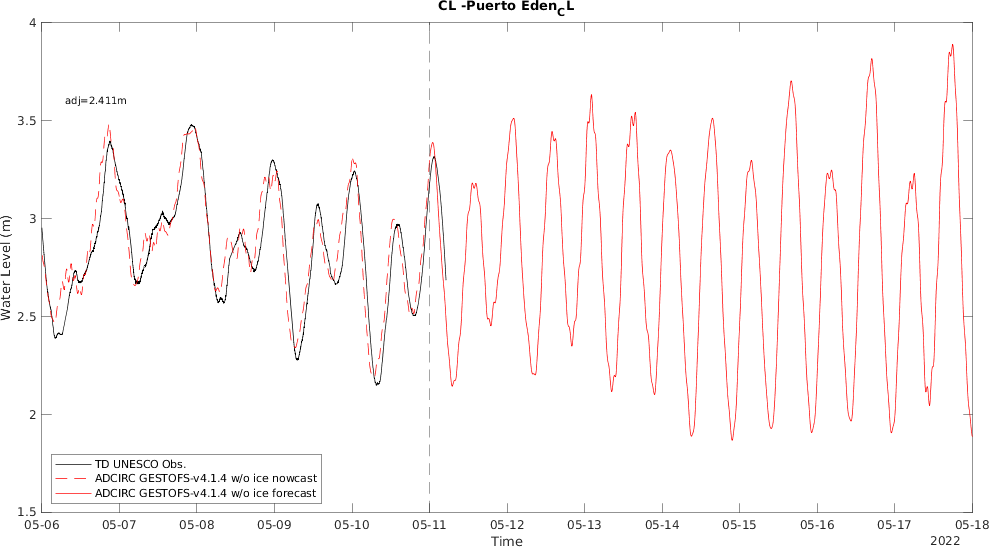 CL -Puerto Eden_CL
4
adj=2.411m
3.5
3
Water Level (m)
2.5
2
TD UNESCO Obs.
ADCIRC GESTOFS-v4.1.4 w/o ice nowcast
ADCIRC GESTOFS-v4.1.4 w/o ice forecast
1.5
05-06 05-07 05-08 05-09 05-10 05-11 05-12 05-13 05-14 05-15 05-16 05-17 05-18
Time
2022